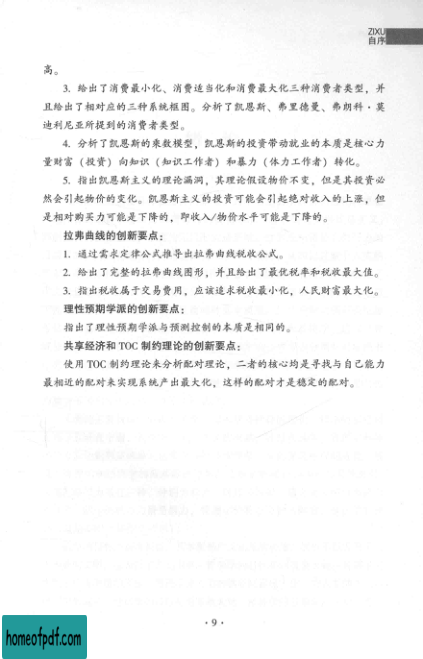 ZIXU
自序
高。
3. 给出了消费最小化、消费适当化和消费最大化三种消费者类型，并
且给出了相对应的三种系统框图。分析了凯恩斯、弗里德曼、弗朗科·莫
迪利尼亚所提到的消费者类型。
4. 分析了凯恩斯的乘数模型，凯恩斯的投资带动就业的本质是核心力
量财富（投资）向知识（知识工作者）和暴力（体力工作者）转化。
5. 指出凯恩斯主义的理论漏洞，其理论假设物价不变，但是其投资必
然会引起物价的变化。凯恩斯主义的投资可能会引起绝对收入的上涨，但
是相对购买力可能是下降的，即收入/物价水平可能是下降的。
拉弗曲线的创新要点：
1. 通过需求定律公式推导出拉弗曲线税收公式。
2. 给出了完整的拉弗曲线图形，并且给出了最优税率和税收最大值。
3. 指出税收属于交易费用，应该追求税收最小化，人民财富最大化。
理性预期学派的创新要点：
指出了理性预期学派与预测控制的本质是相同的。
共享经济和 TOC 制约理论的创新要点：
使用 TOC 制约理论来分析配对理论，二者的核心均是寻找与自己能力
最相近的配对来实现系统产出最大化，这样的配对才是稳定的配对。
· 9 ·
homeofpdf.com